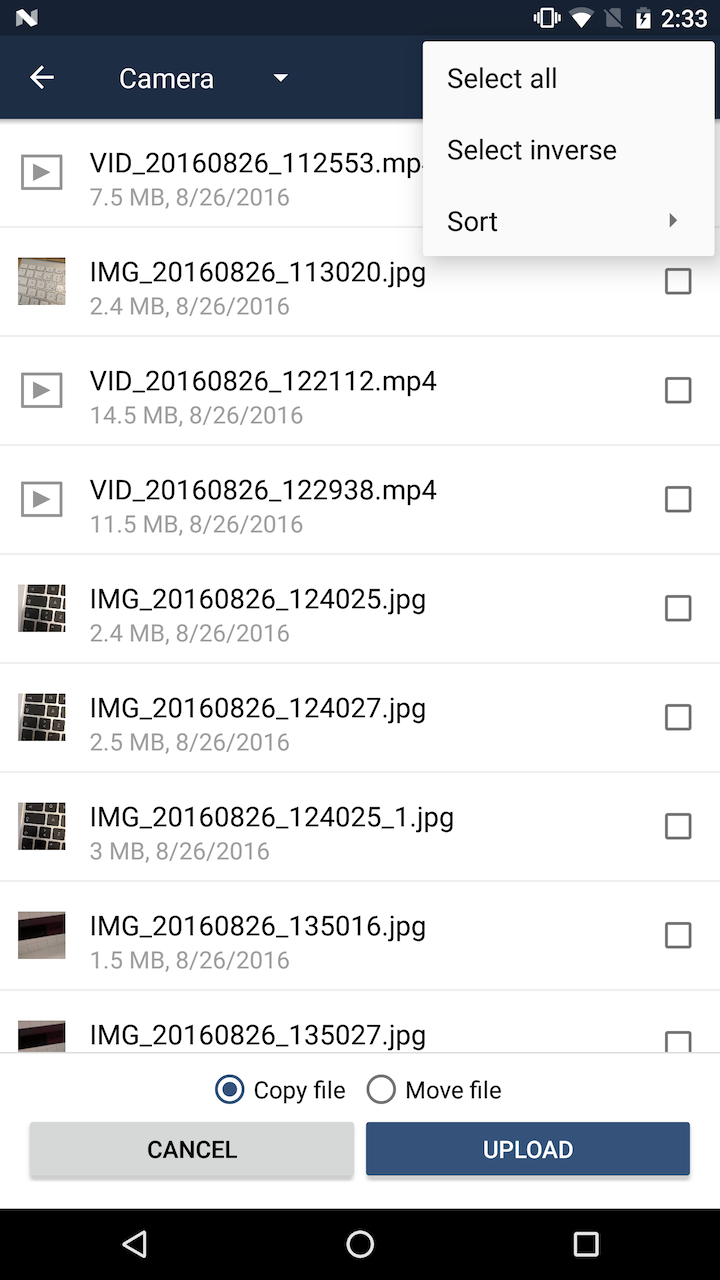 2:33
Camera
Select all
Select inverse
Sort
VID_20160826_112553.mp
7.5 MB, 8/26/2016
IMG_20160826_113020.jpg
2.4 MB, 8/26/2016
VID_20160826_122112.mp4
14.5 MB, 8/26/2016
VID_20160826_122938.mp4
11.5 MB, 8/26/2016
IMG_20160826_124025.jpg
2.4 MB, 8/26/2016
IMG_20160826_124027.jpg
2.5 MB, 8/26/2016
IMG_20160826_124025_1.jpg
3 MB, 8/26/2016
IMG_20160826_135016.jpg
1.5 MB, 8/26/2016
IMG_20160826_135027.jpg
Copy file Move file
CANCEL UPLOAD